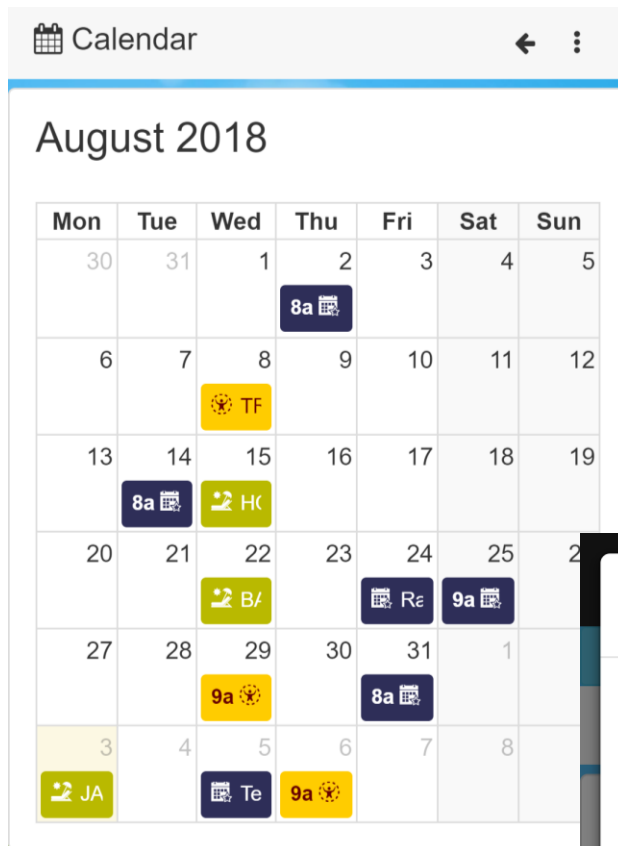 Calendar
August 2018
Mon Tue Wed Thu Fri Sat Sun
30 31 1 2 3 4 5
8a
6 7 8 9 10 11 12
TF
13 14 15 16 17 18 19
8a HO
20 21 22 23 24 25 2
BA Ra 9a
27 28 29 30 31 1
9a 8a
3 4 5 6 7 8
JA Te 9a